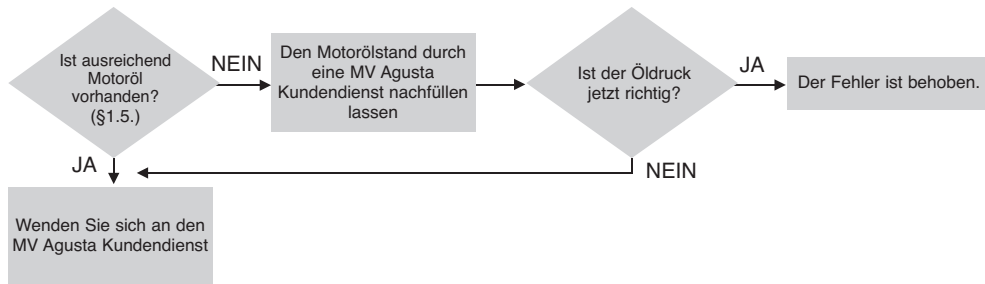 Ist ausreichend
Motoröl
vorhanden?
(§1.5.)
NEIN
Den Motorölstand durch
eine MV Agusta
Kundendienst nachfüllen
lassen
Ist der Öldruck
jetzt richtig?
JA
Der Fehler ist behoben.
JA
NEIN
Wenden Sie sich an den
MV Agusta Kundendienst